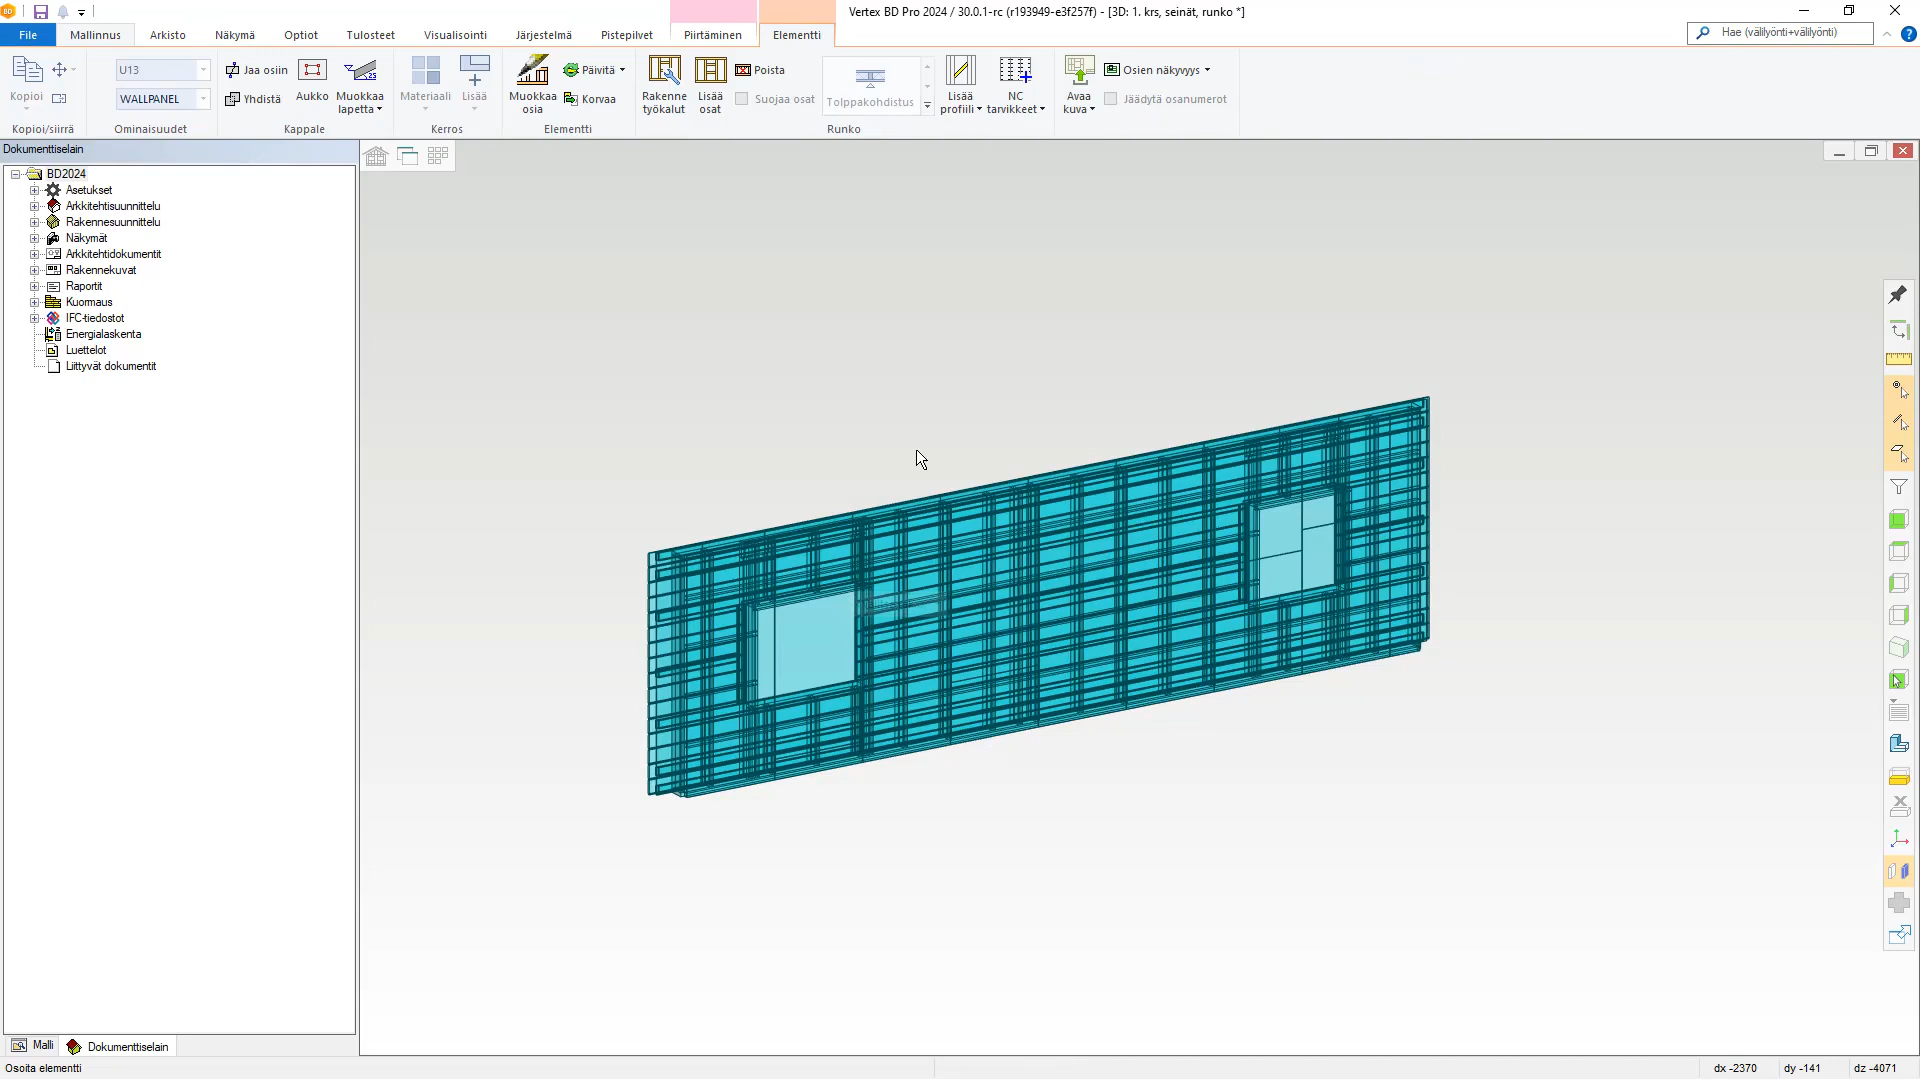 Vertex BD Pro 2024 / 30.0.1-rc (r193949-e3f257f) - [3D: 1. krs, seinät, runko *]
File
Mallinnus
Arkisto
Näkymä
Optiot
Tulosteet
Visualisointi
Järjestelmä
Pistepilvet
Piirtäminen
Elementti
Hae (välilyönti+välilyönti)
Kopioi
Kopioi/siirrä
U13
WALLPANEL
Ominaisuudet
Jaa osiin
Yhdistä
Aukko
Muokkaa lapetta
Kappale
Materiaali
Lisää
Kerros
Muokkaa osia
Päivitä
Korvaa
Elementti
Rakenne työkalut
Lisää osat
Poista
Suojaa osat
Tolppakohdistus
Lisää profiili
NC tarvikkeet
Runko
Avaa kuva
Osien näkyvyys
Jäädytä osanumerot
Dokumenttiselain
BD2024
Asetukset
Arkkitehtisuunnittelu
Rakennesuunnittelu
Näkymät
Arkkitehtidokumentit
Rakennekuvat
Raportit
Kuormaus
IFC-tiedostot
Energialaskenta
Luettelot
Liittyvät dokumentit
Malli
Dokumenttiselain
Osoita elementti
dx -2370
dy -141
dz -4071